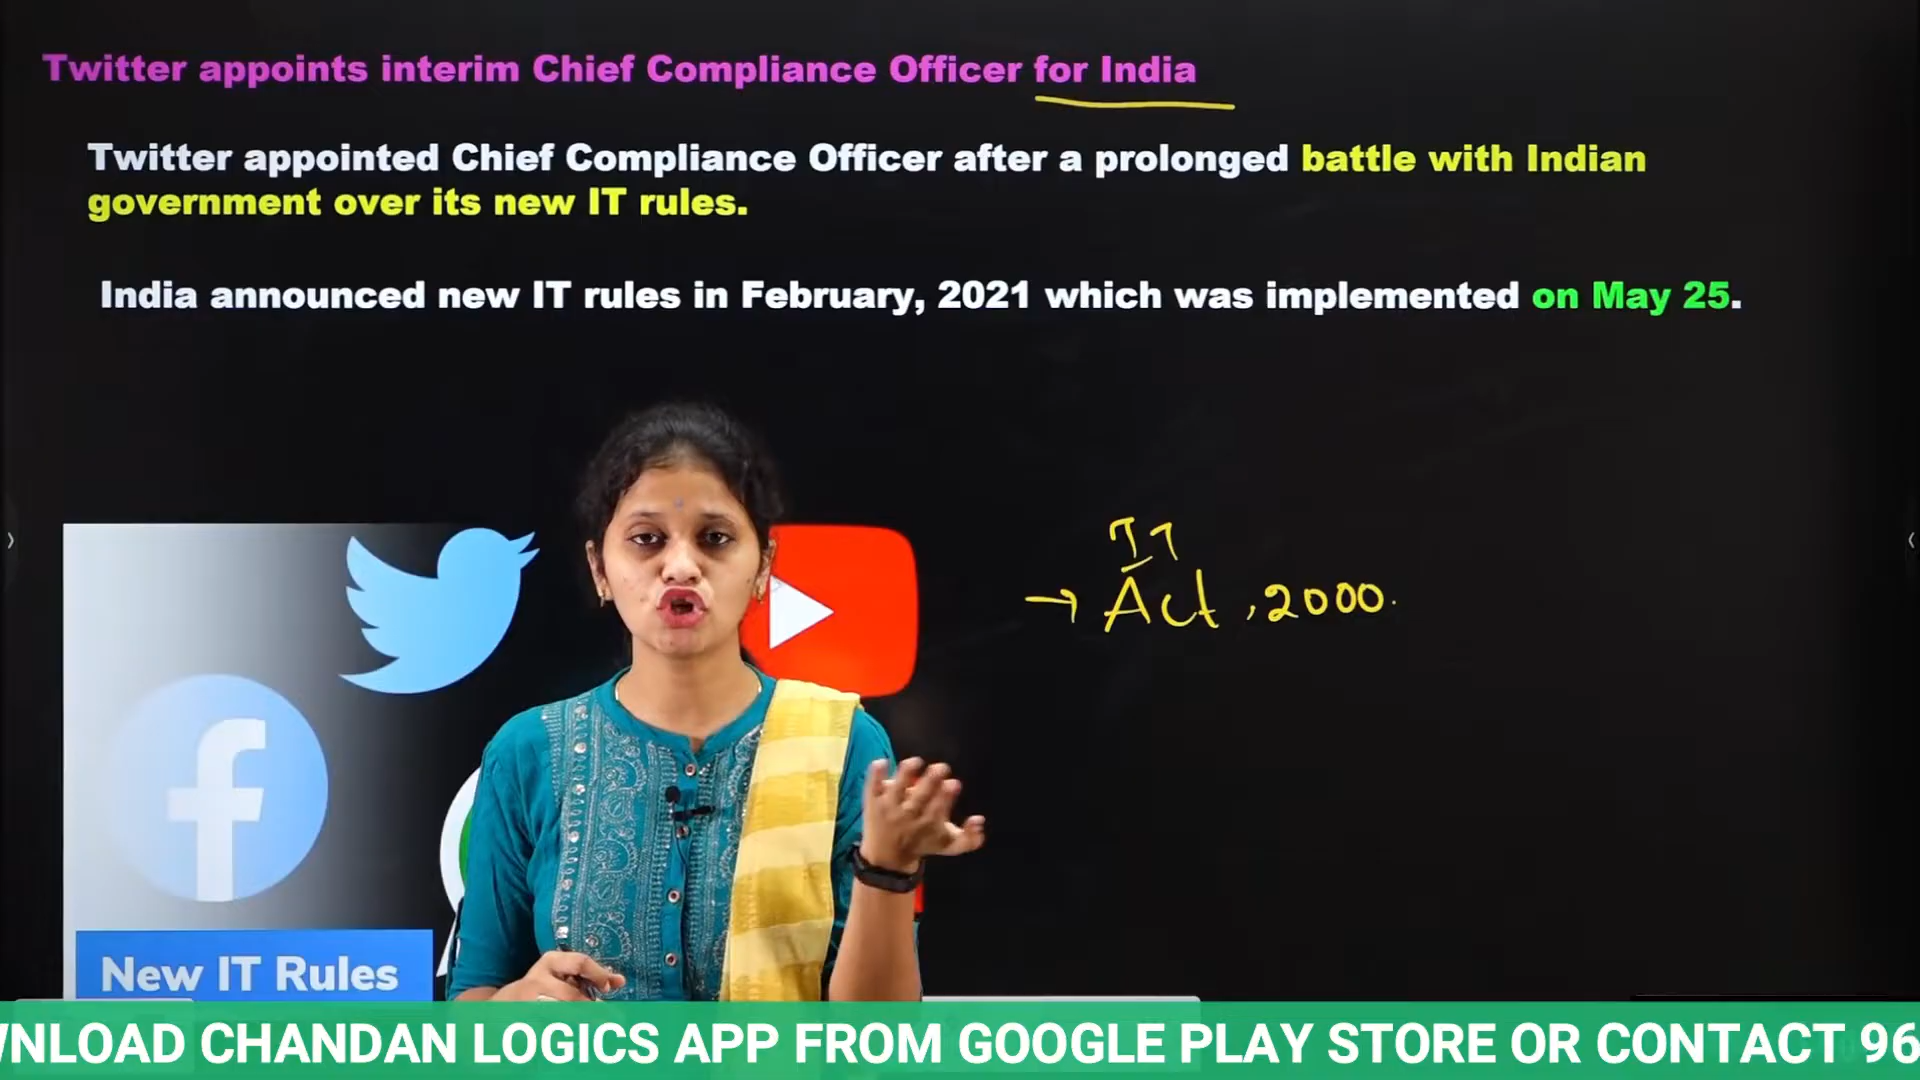 Twitter appoints interim Chief Compliance Officer for India
Twitter appointed Chief Compliance Officer after a prolonged battle with Indian
government over its new IT rules.
India announced new IT rules in February, 2021 which was implemented on May 25.
IT
→ Act, 2000.
f
New IT Rules
WNLOAD CHANDAN LOGICS APP FROM GOOGLE PLAY STORE OR CONTACT 96